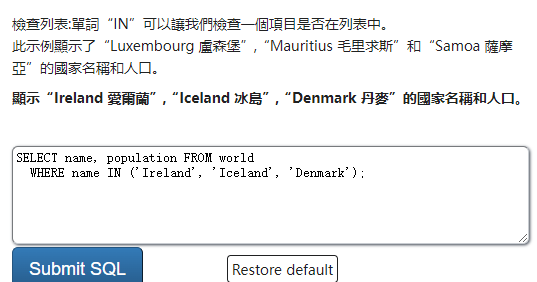 檢查列表:單詞“IN”可以讓我們檢查一個項目是否在列表中。
此示例顯示了“Luxembourg 盧森堡”,“Mauritius 毛里求斯”和“Samoa 薩摩
亞”的國家名稱和人口。
顯示“Ireland 愛爾蘭”,“Iceland 冰島”,“Denmark 丹麥”的國家名稱和人口。
SELECT name, population FROM world
  WHERE name IN ('Ireland', 'Iceland', 'Denmark');
Submit SQL
Restore default